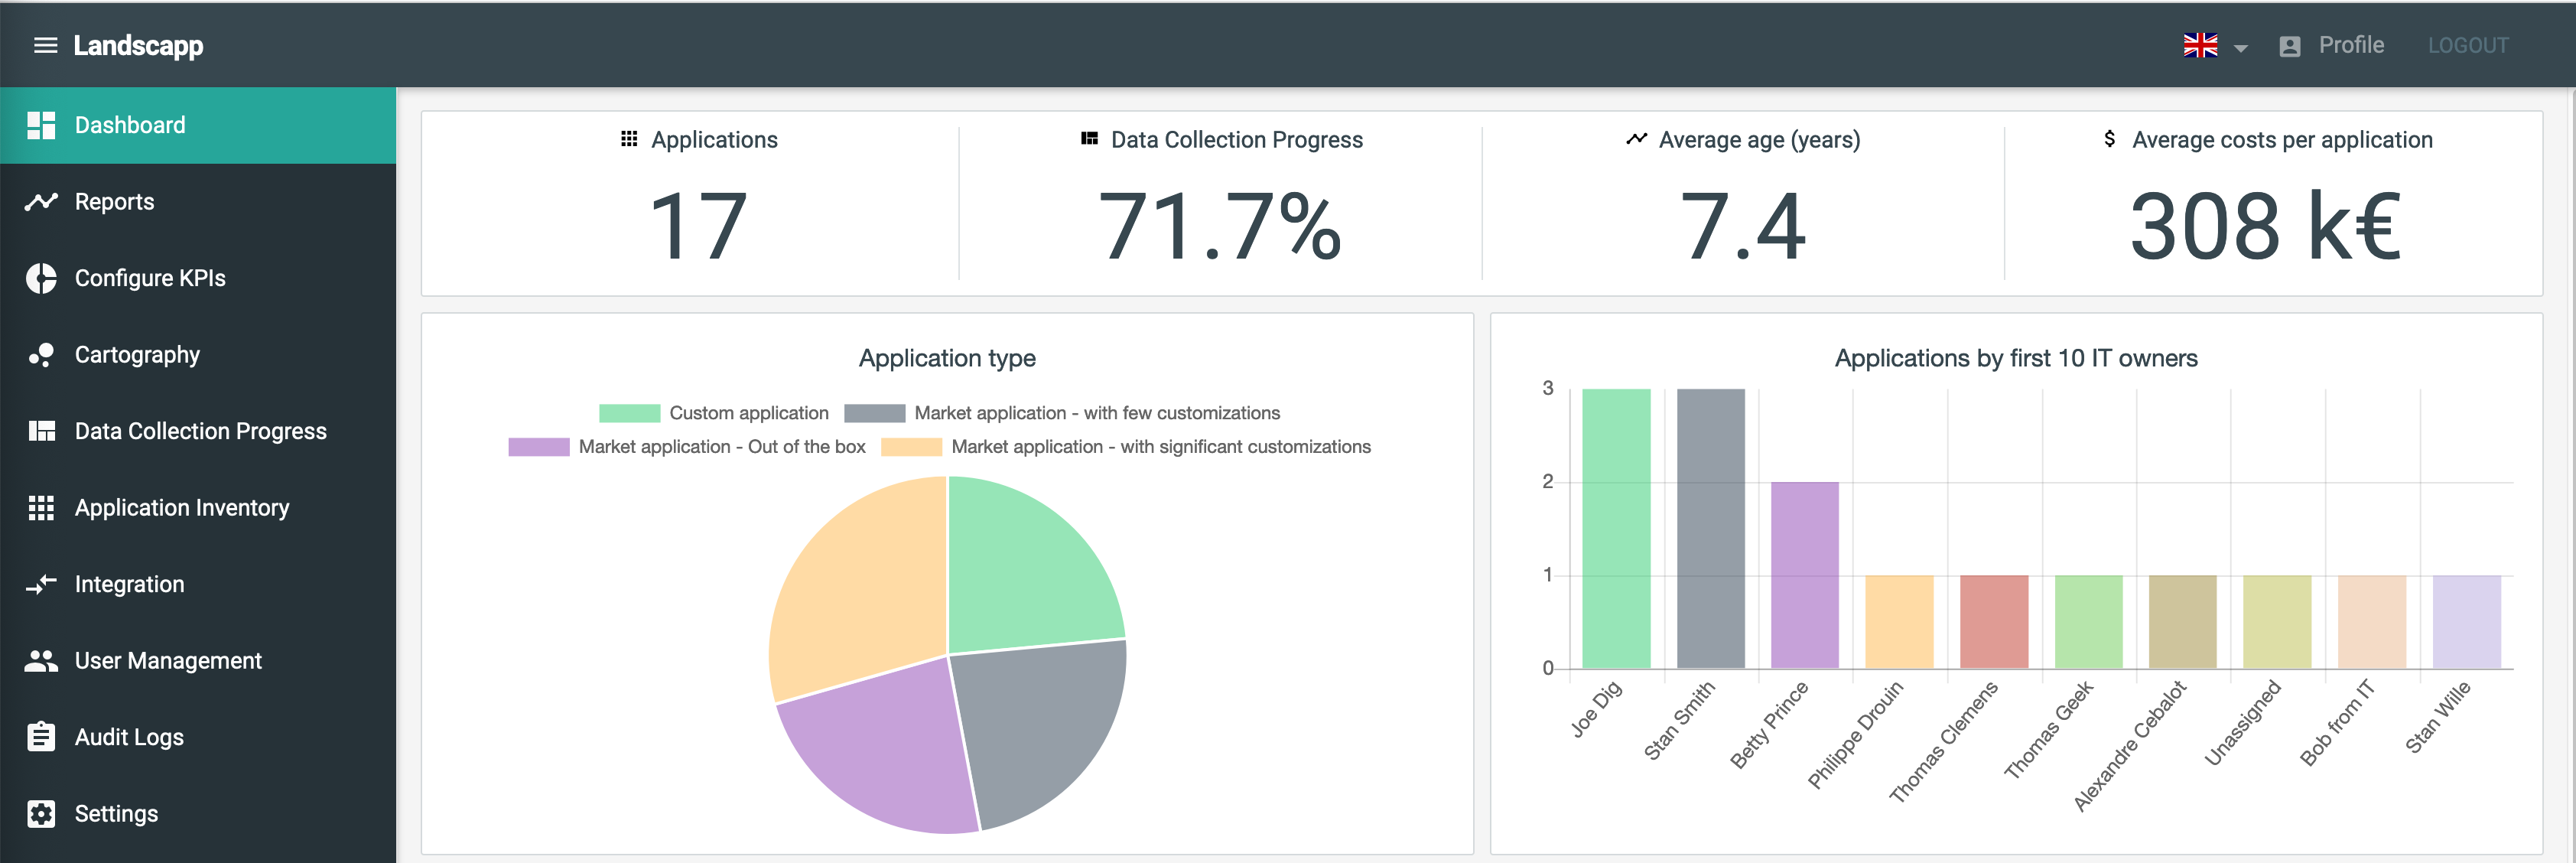 Landscapp
Profile
LOGOUT
Dashboard
Reports
Configure KPIs
Cartography
Data Collection Progress
Application Inventory
Integration
User Management
Audit Logs
Settings
Applications
17
Data Collection Progress
71.7%
Average age (years)
7.4
$ Average costs per application
308 k€
Application type
Custom application
Market application - with few customizations
Market application - Out of the box
Market application - with significant customizations
Applications by first 10 IT owners
3
2
1
0
Joe Dig
Stan Smith
Betty Prince
Philippe Drouin
Thomas Clemens
Thomas Geek
Alexandre Cebalot
Unassigned
Bob from IT
Stan Wille